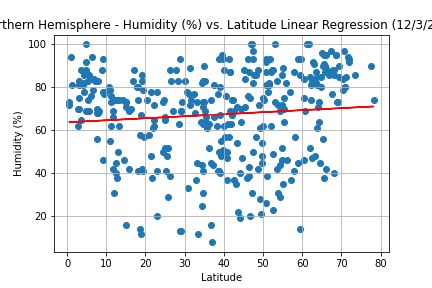 rthern Hemisphere - Humidity (%) vs. Latitude Linear Regression (12/3/2
100
80
60
40
20
Humidity (%)
0 10 20 30 40 50 60 70 80
Latitude